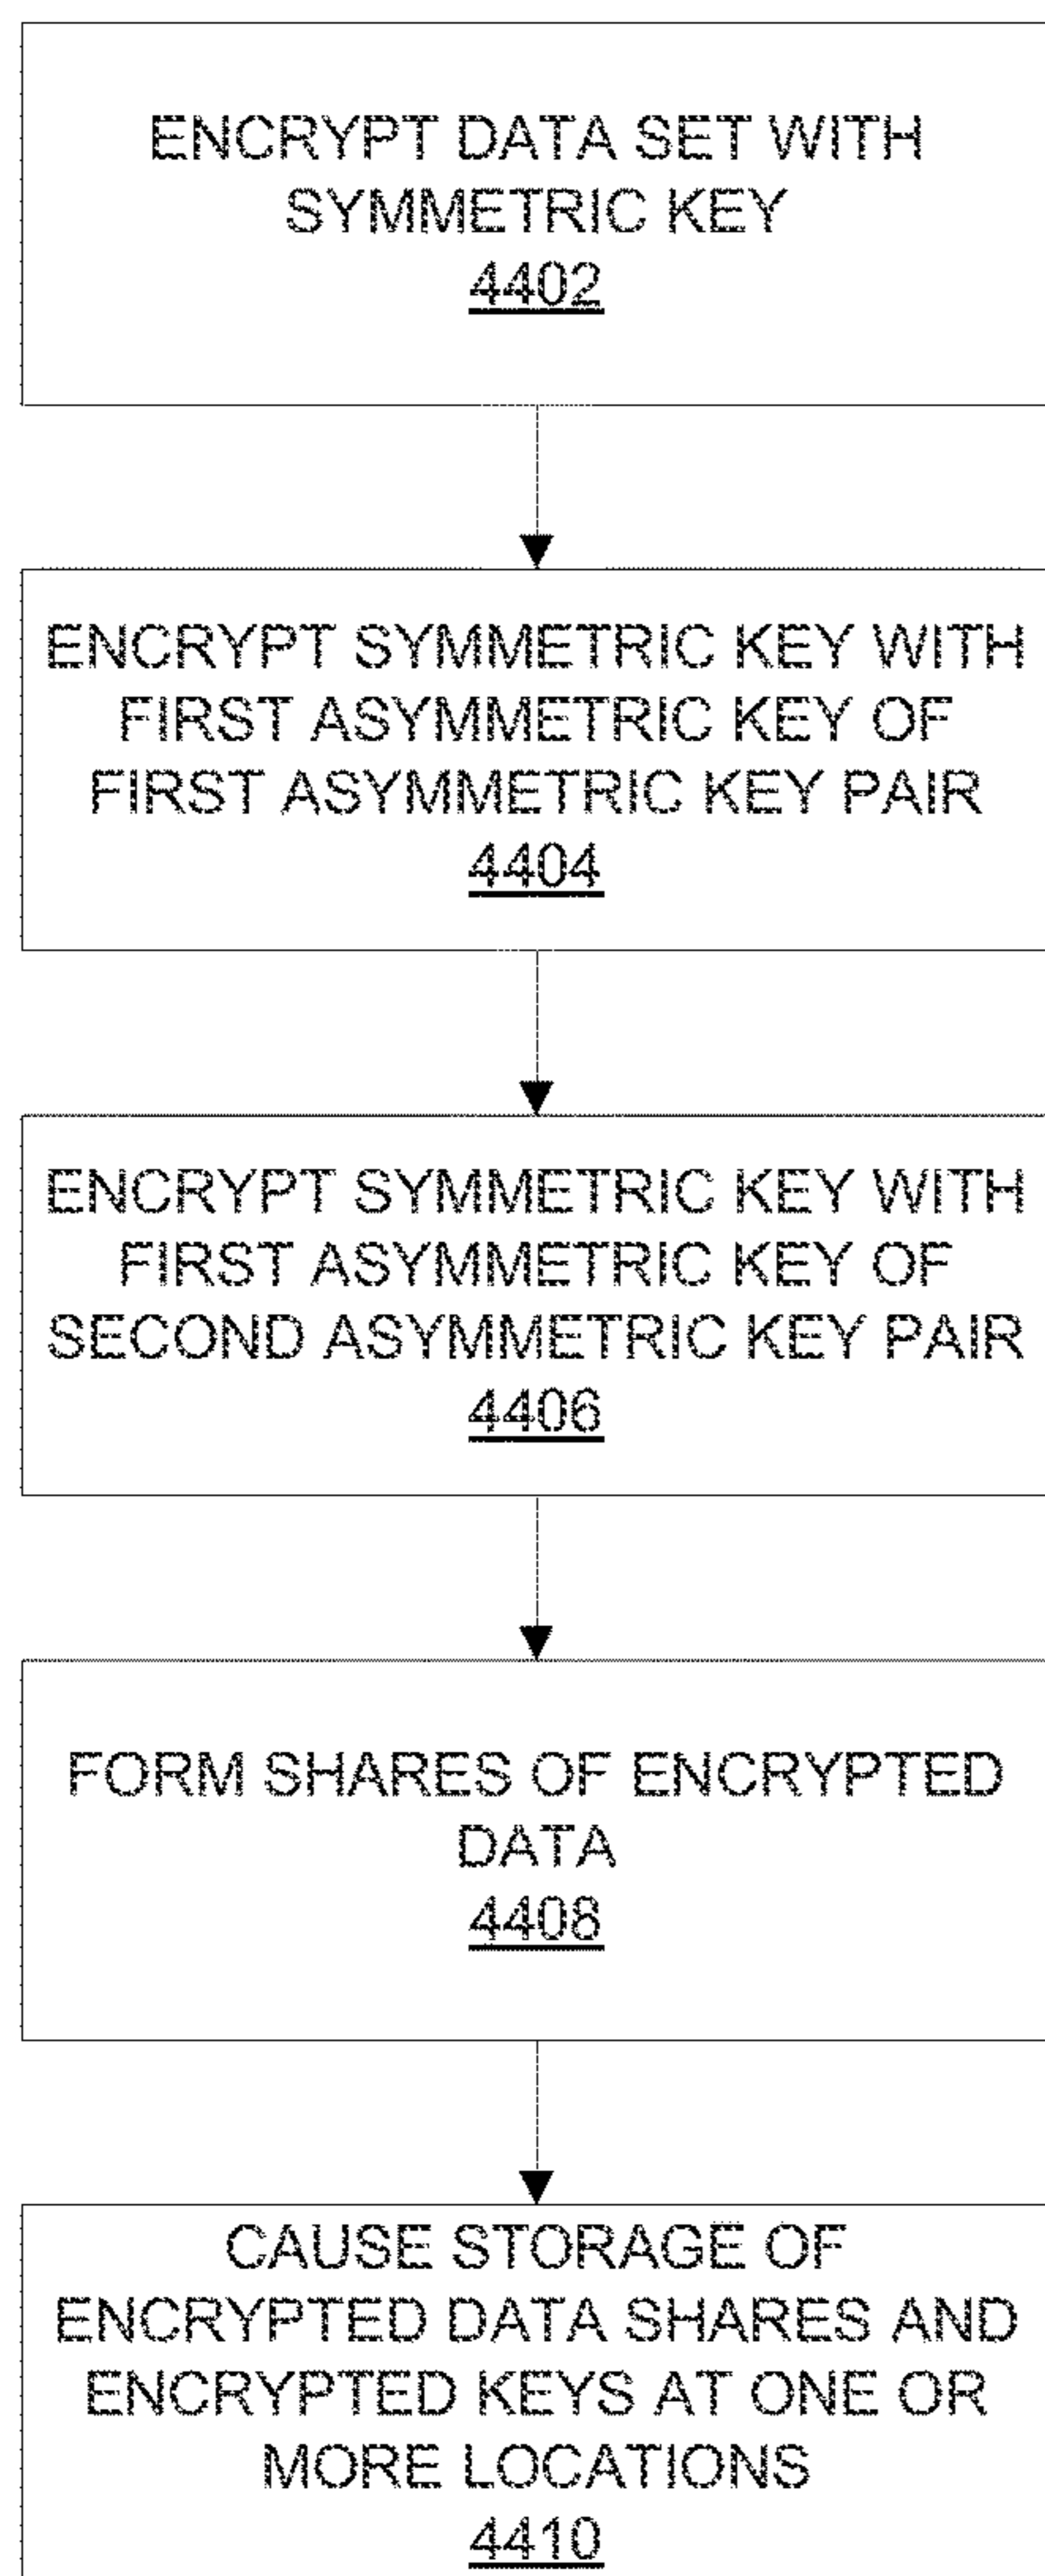 ENCRYPT DATA SET WITH
SYMMETRIC KEY
4402
ENCRYPT SYMMETRIC KEY WITH
FIRST ASYMMETRIC KEY OF
FIRST ASYMMETRIC KEY PAIR
4404
ENCRYPT SYMMETRIC KEY WITH
FIRST ASYMMETRIC KEY OF
SECOND ASYMMETRIC KEY PAIR
4406
FORM SHARES OF ENCRYPTED
DATA
4408
CAUSE STORAGE OF
ENCRYPTED DATA SHARES AND
ENCRYPTED KEYS AT ONE OR
MORE LOCATIONS
4410